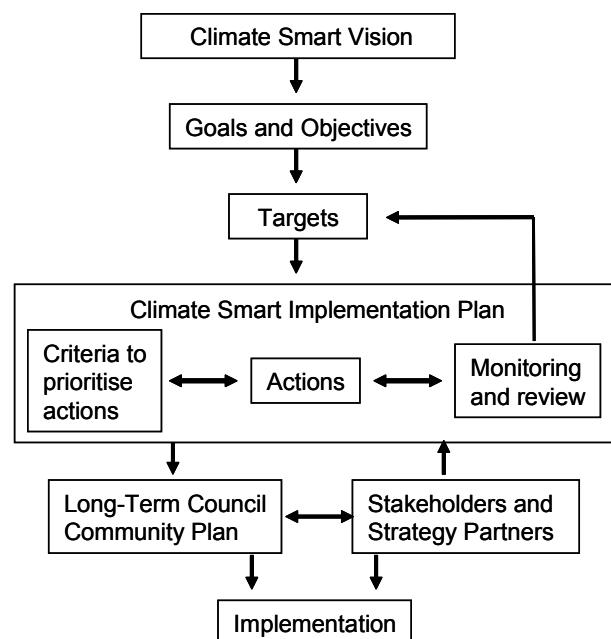 Climate Smart Vision
Goals and Objectives
Targets
Climate Smart Implementation Plan
Criteria to
prioritise
actions
Actions
Monitoring
and review
Long-Term Council
Community Plan
Stakeholders and
Strategy Partners
Implementation